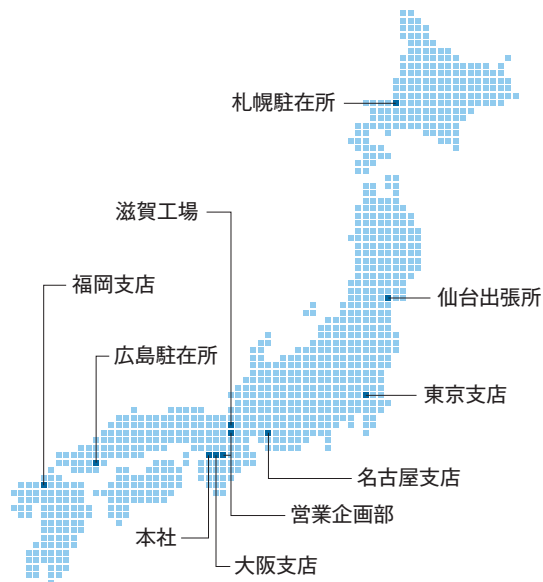 札幌駐在所
滋賀工場
福岡支店
仙台出張所
広島駐在所
東京支店
名古屋支店
営業企画部
本社
大阪支店